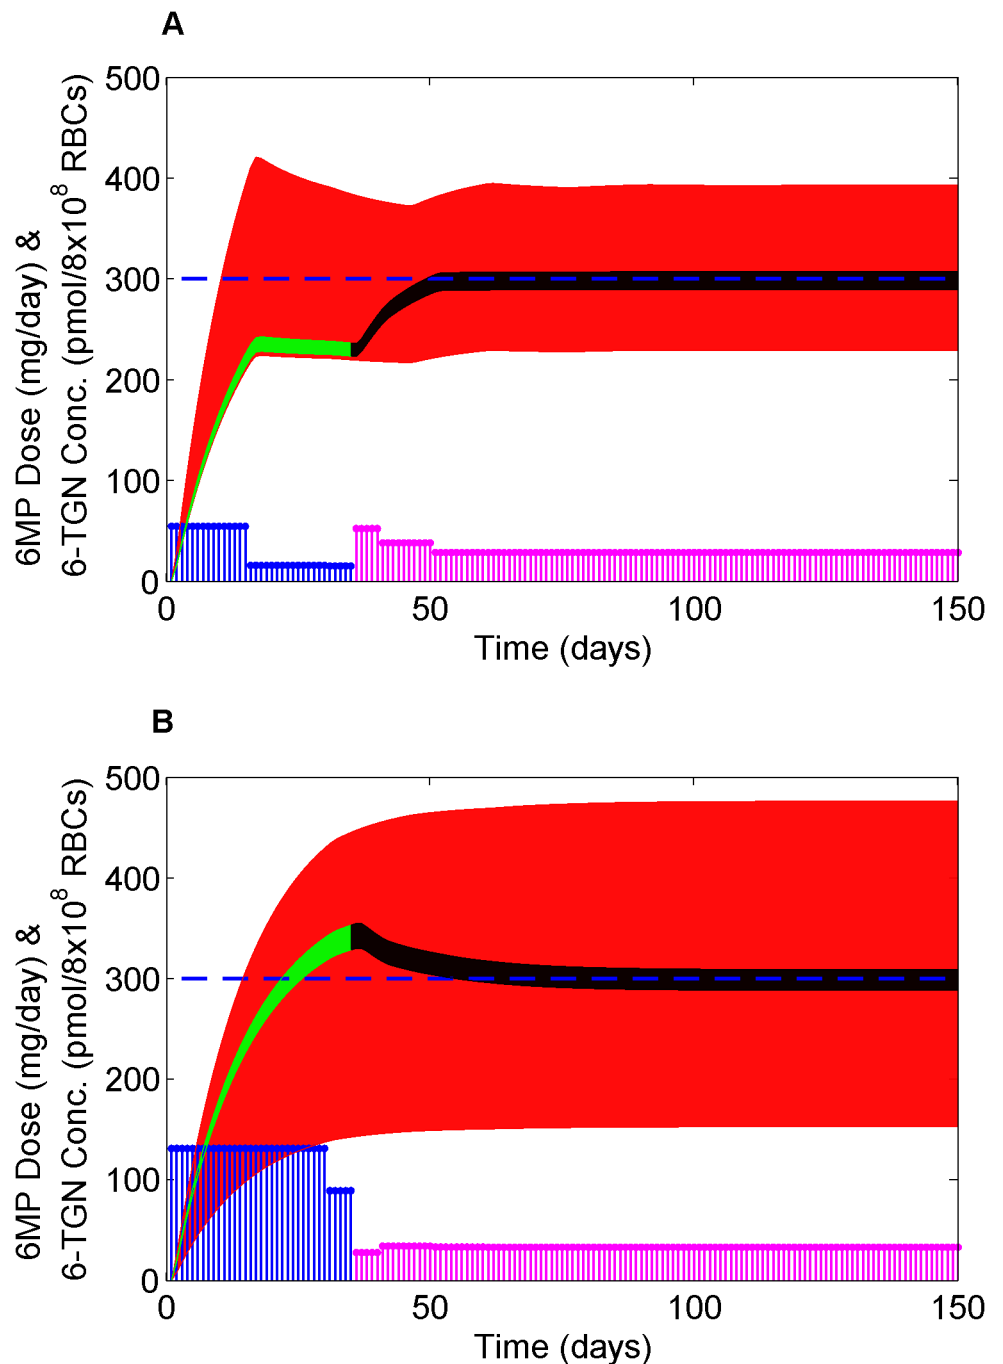 A
6MP Dose (mg/day) &
6-TGN Conc. (pmol/8x10⁸ RBCs)
500
400
300
200
100
0
0 50 100 150
Time (days)
B
6MP Dose (mg/day) &
6-TGN Conc. (pmol/8x10⁸ RBCs)
500
400
300
200
100
0
0 50 100 150
Time (days)